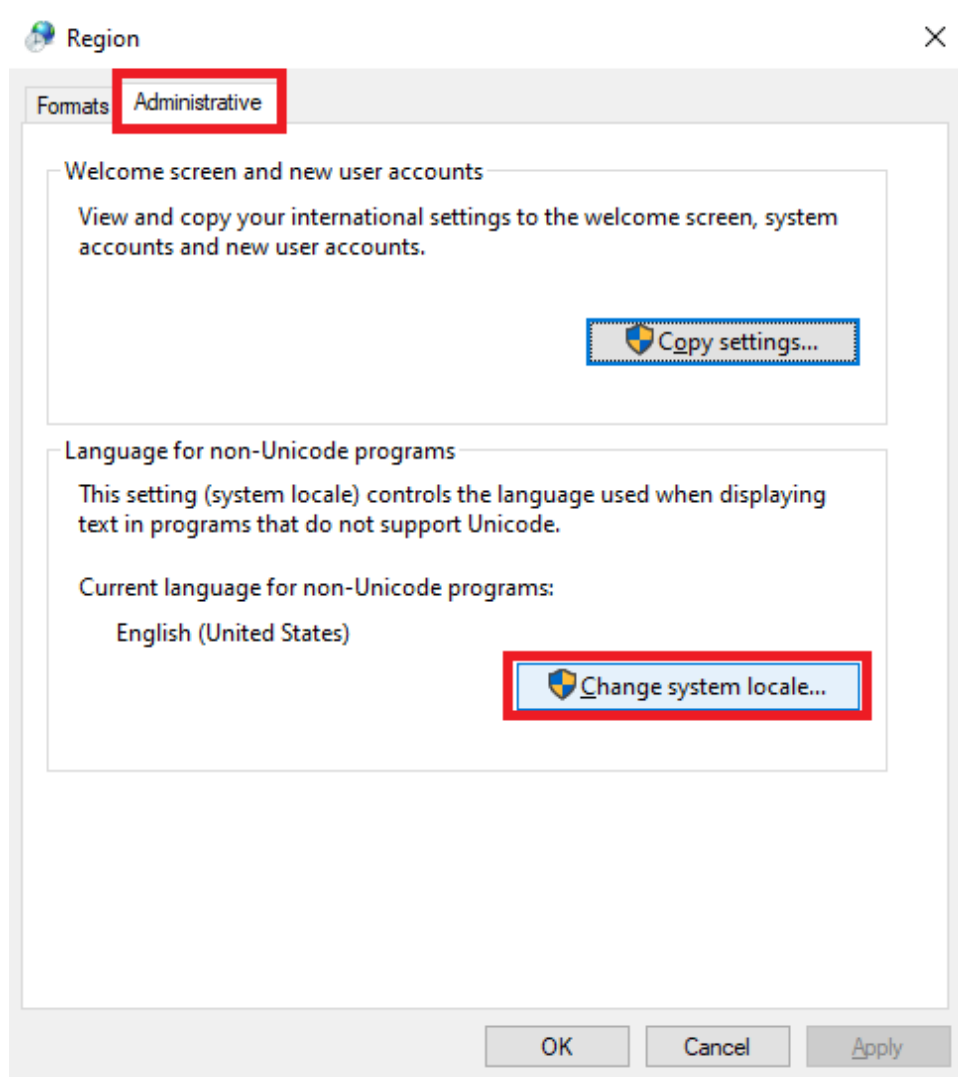 Region
Formats
Administrative
Welcome screen and new user accounts
View and copy your international settings to the welcome screen, system
accounts and new user accounts.
Copy settings...
Language for non-Unicode programs
This setting (system locale) controls the language used when displaying
text in programs that do not support Unicode.
Current language for non-Unicode programs:
English (United States)
Change system locale...
OK
Cancel
Apply